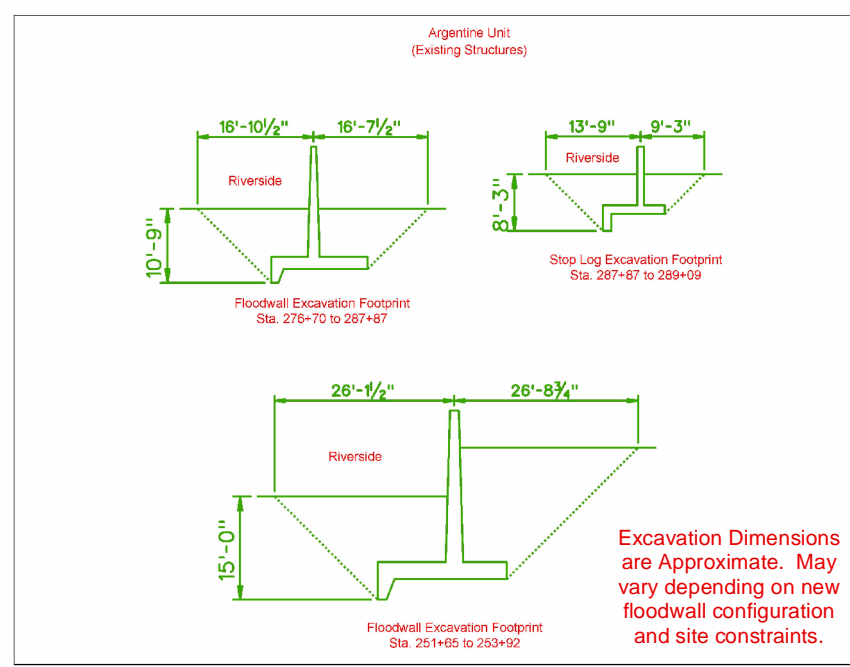 Argentine Unit
(Existing Structures)
16'-10½" 16'-7½"
Riverside
10'-9"
Floodwall Excavation Footprint
Sta. 276+70 to 287+87
13'-9" 9'-3"
Riverside
8'-3"
Stop Log Excavation Footprint
Sta. 287+87 to 289+09
26'-1½" 26'-8¾"
Riverside
15'-0"
Floodwall Excavation Footprint
Sta. 251+65 to 253+92
Excavation Dimensions
are Approximate. May
vary depending on new
floodwall configuration
and site constraints.